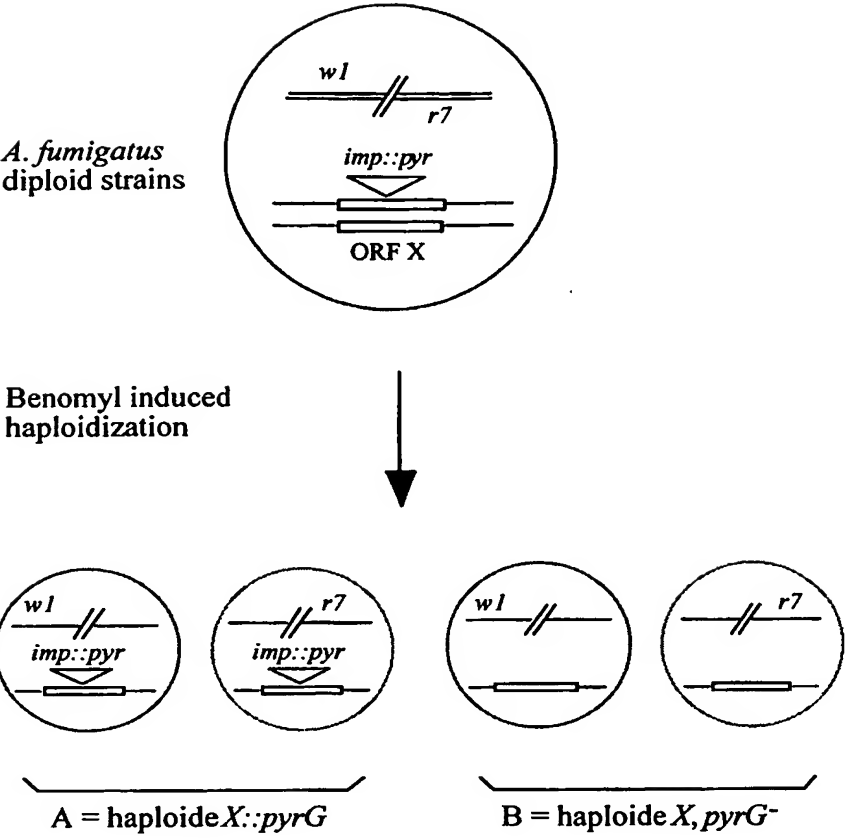 w1
r7
A. fumigatus
diploid strains
imp::pyr
ORF X
Benomyl induced
haploidization
w1
r7
w1
r7
imp::pyr
imp::pyr
A = haploide X::pyrG
B = haploide X, pyrG-